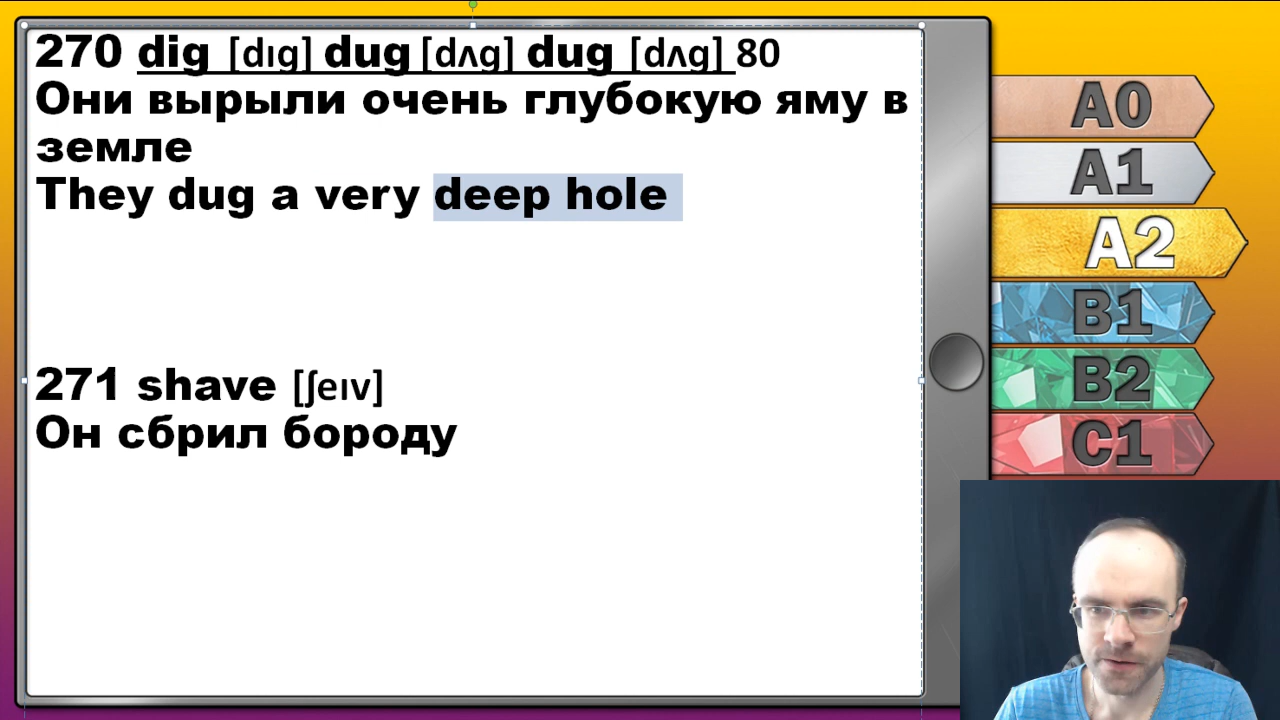 270 dig [dɪg] dug [dʌg] dug [dʌg] 80
Они вырыли очень глубокую яму в
земле
They dug a very deep hole
271 shave [ʃeɪv]
Он сбрил бороду
A0
A1
A2
B1
B2
C1